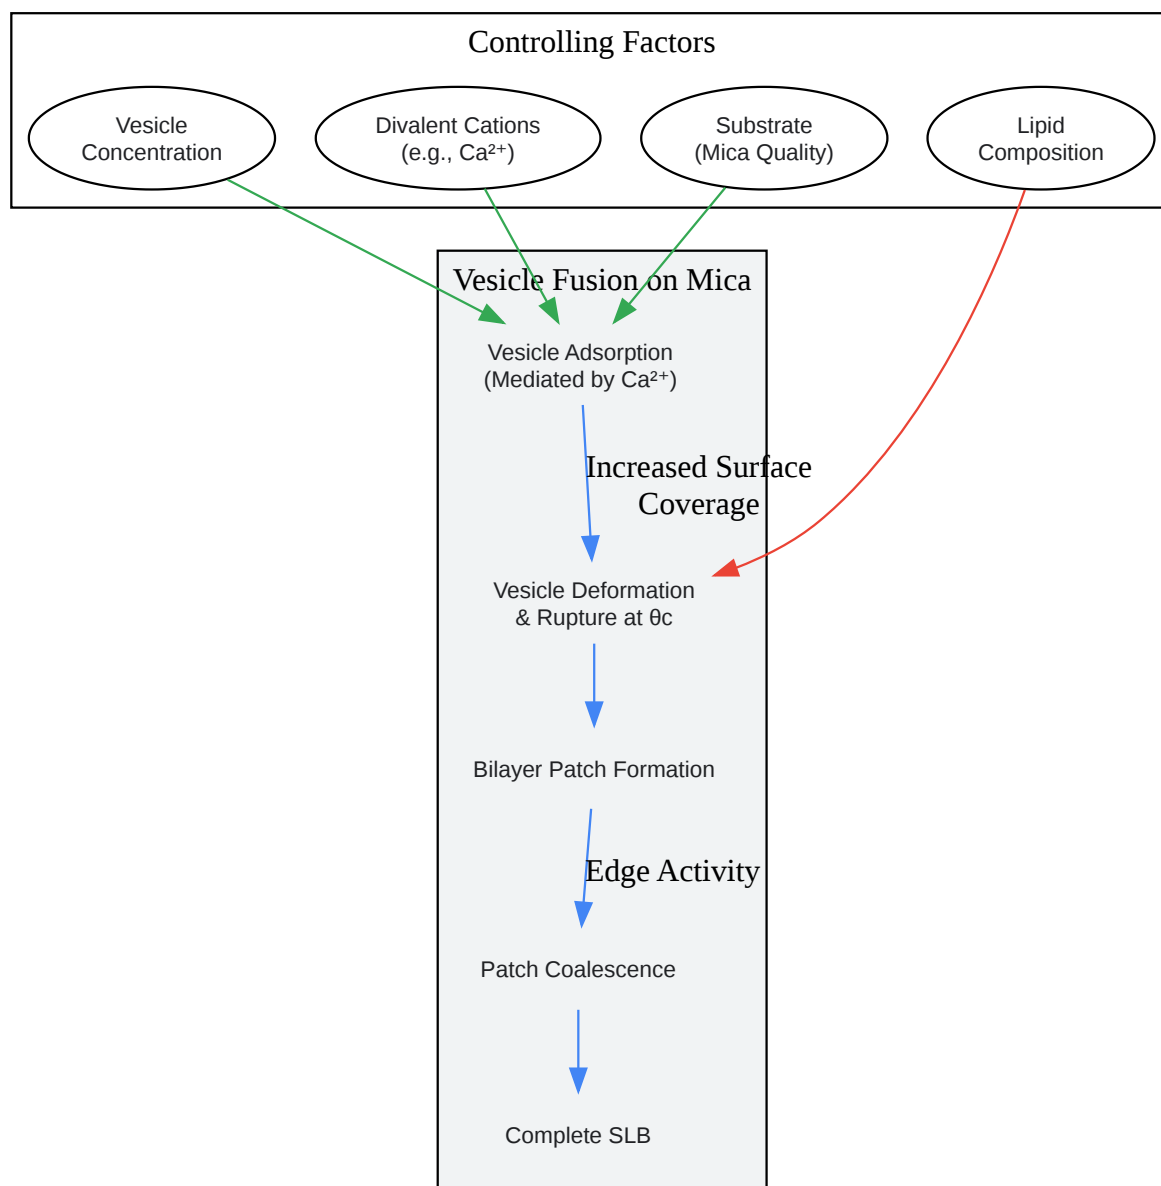 Controlling Factors
Vesicle
Concentration
Divalent Cations
(e.g., Ca²⁺)
Substrate
(Mica Quality)
Lipid
Composition
Vesicle Fusion on Mica
Vesicle Adsorption
(Mediated by Ca²⁺)
Increased Surface
Coverage
Vesicle Deformation
& Rupture at θc
Bilayer Patch Formation
Edge Activity
Patch Coalescence
Complete SLB